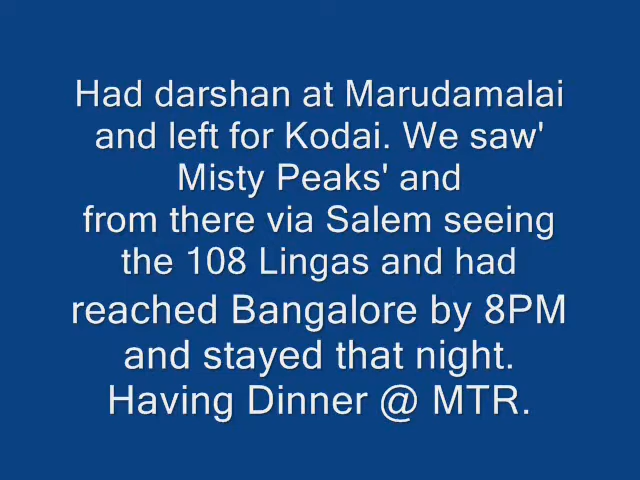 Had darshan at Marudamalai
and left for Kodai. We saw'
Misty Peaks' and
from there via Salem seeing
the 108 Lingas and had
reached Bangalore by 8PM
and stayed that night.
Having Dinner @ MTR.